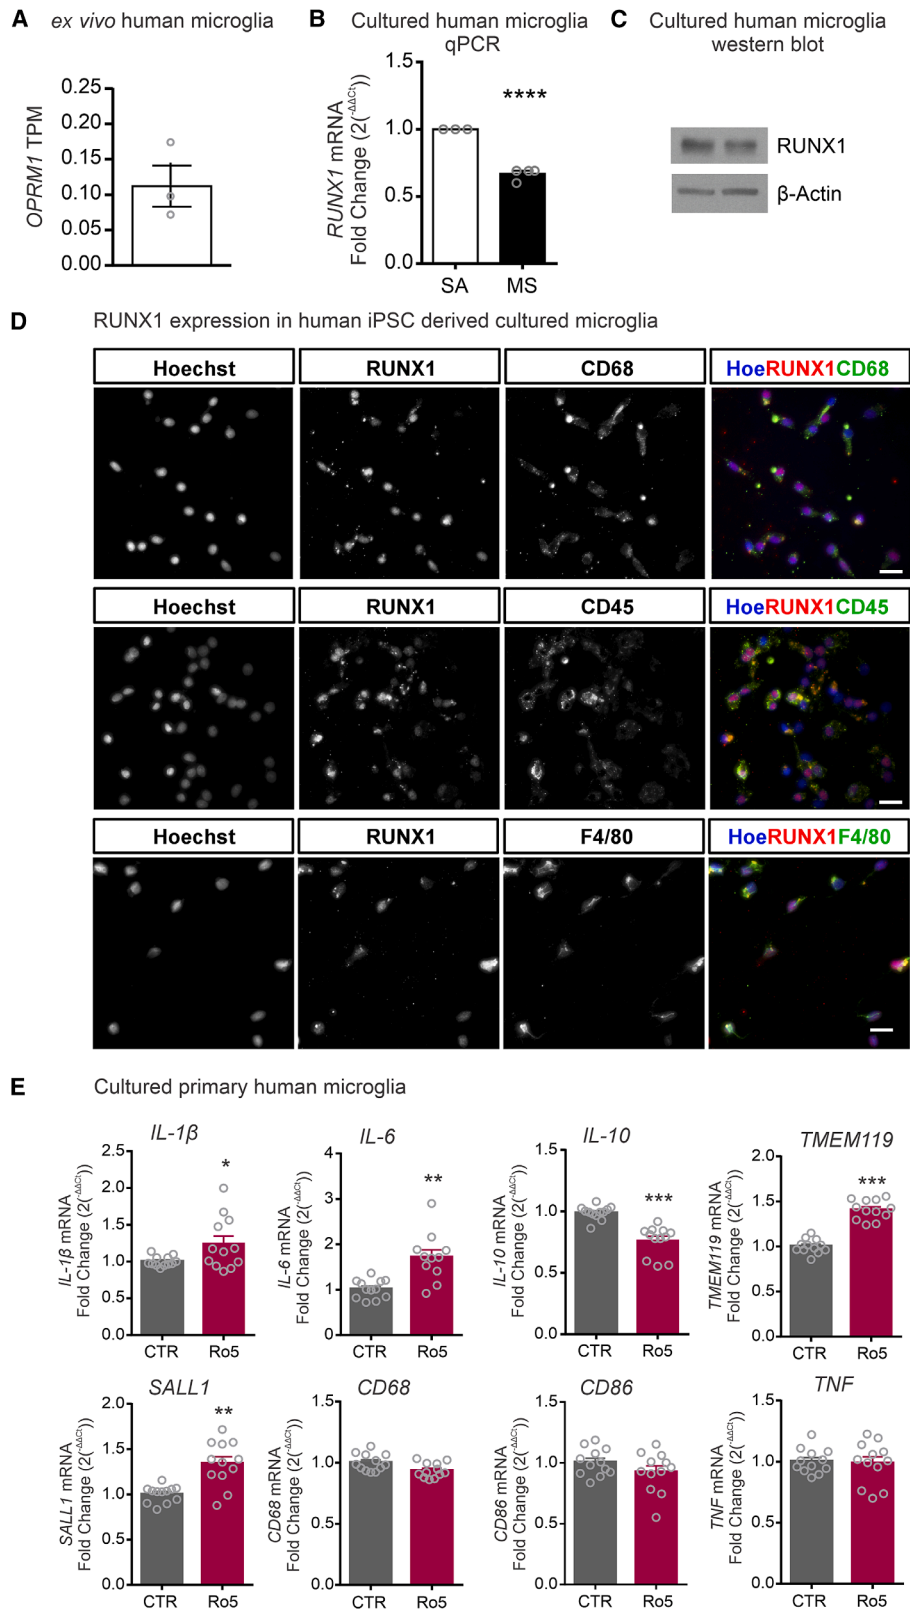 A ex vivo human microglia
OPRM1 TPM
0.25
0.20
0.15
0.10
0.05
0.00
B Cultured human microglia
qPCR
RUNX1 mRNA
Fold Change (2(-ΔΔCt))
1.5
1.0
0.5
0.0
****
SA MS
C Cultured human microglia
western blot
RUNX1
β-Actin
D RUNX1 expression in human iPSC derived cultured microglia
Hoechst RUNX1 CD68 HoeRUNX1CD68
Hoechst RUNX1 CD45 HoeRUNX1CD45
Hoechst RUNX1 F4/80 HoeRUNX1F4/80
E Cultured primary human microglia
IL-1β
IL-1β mRNA
Fold Change (2(-ΔΔCt))
2.5
2.0
1.5
1.0
0.5
0.0
*
CTR Ro5
IL-6
IL-6 mRNA
Fold Change (2(-ΔΔCt))
4
3
2
1
0
**
CTR Ro5
IL-10
IL-10 mRNA
Fold Change (2(-ΔΔCt))
1.5
1.0
0.5
0.0
***
CTR Ro5
TMEM119
TMEM119 mRNA
Fold Change (2(-ΔΔCt))
2.0
1.5
1.0
0.5
0.0
***
CTR Ro5
SALL1
SALL1 mRNA
Fold Change (2(-ΔΔCt))
2.0
1.5
1.0
0.5
0.0
**
CTR Ro5
CD68
CD68 mRNA
Fold Change (2(-ΔΔCt))
1.5
1.0
0.5
0.0
CTR Ro5
CD86
CD86 mRNA
Fold Change (2(-ΔΔCt))
1.5
1.0
0.5
0.0
CTR Ro5
TNF
TNF mRNA
Fold Change (2(-ΔΔCt))
1.5
1.0
0.5
0.0
CTR Ro5